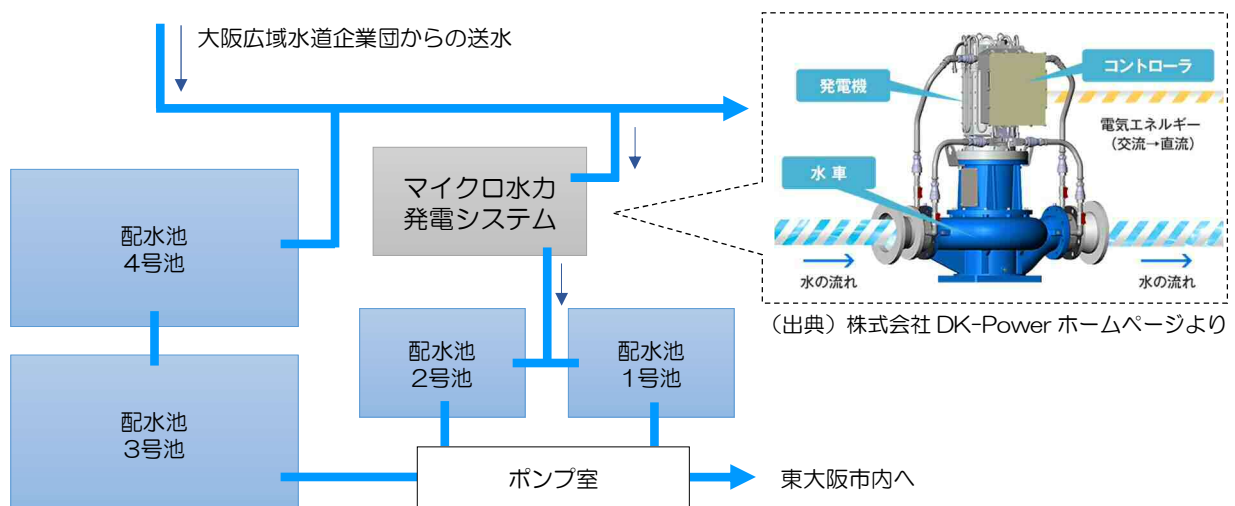 大阪広域水道企業団からの送水
コントローラ
発電機
電気エネルギー
(交流→直流)
水車
水の流れ
水の流れ
(出典)株式会社 DK-Power ホームページより
マイクロ水力
発電システム
配水池
4号池
配水池
2号池
配水池
1号池
配水池
3号池
ポンプ室
東大阪市内へ